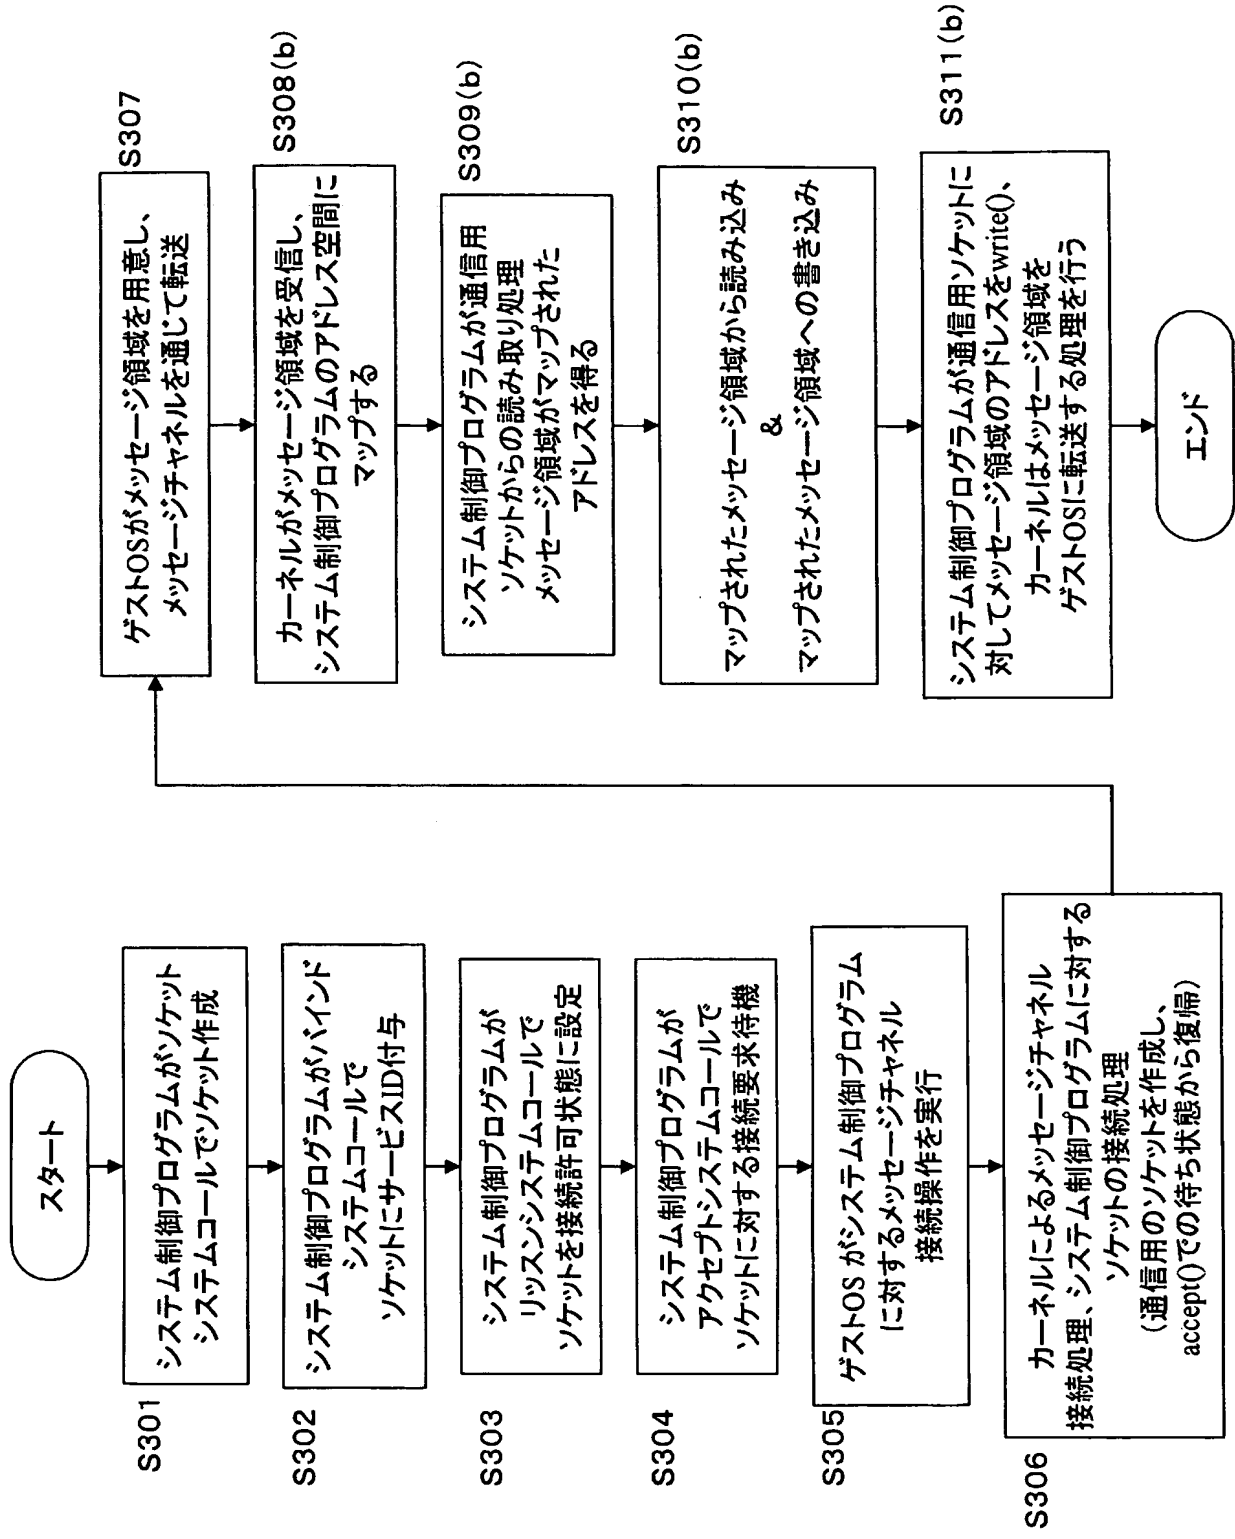 スタート
S301
システム制御プログラムがソケット
システムコールでソケット作成
S302
システム制御プログラムがバインド
システムコールで
ソケットにサービスID付与
S303
システム制御プログラムが
リッスンシステムコールで
ソケットを接続許可状態に設定
S304
システム制御プログラムが
アクセプトシステムコールで
ソケットに対する接続要求待機
S305
ゲストOS がシステム制御プログラム
に対するメッセージチャネル
接続操作を実行
S306
カーネルによるメッセージチャネル
接続処理、システム制御プログラムに対する
ソケットの接続処理
(通信用のソケットを作成し、
accept()での待ち状態から復帰)
S307
ゲストOSがメッセージ領域を用意し、
メッセージチャネルを通じて転送
S308(b)
カーネルがメッセージ領域を受信し、
システム制御プログラムのアドレス空間に
マップする
S309(b)
システム制御プログラムが通信用
ソケットからの読み取り処理
メッセージ領域がマップされた
アドレスを得る
S310(b)
マップされたメッセージ領域から読み込み
&
マップされたメッセージ領域への書き込み
S311(b)
システム制御プログラムが通信用ソケットに
対してメッセージ領域のアドレスをwrite()、
カーネルはメッセージ領域を
ゲストOSに転送する処理を行う
エンド